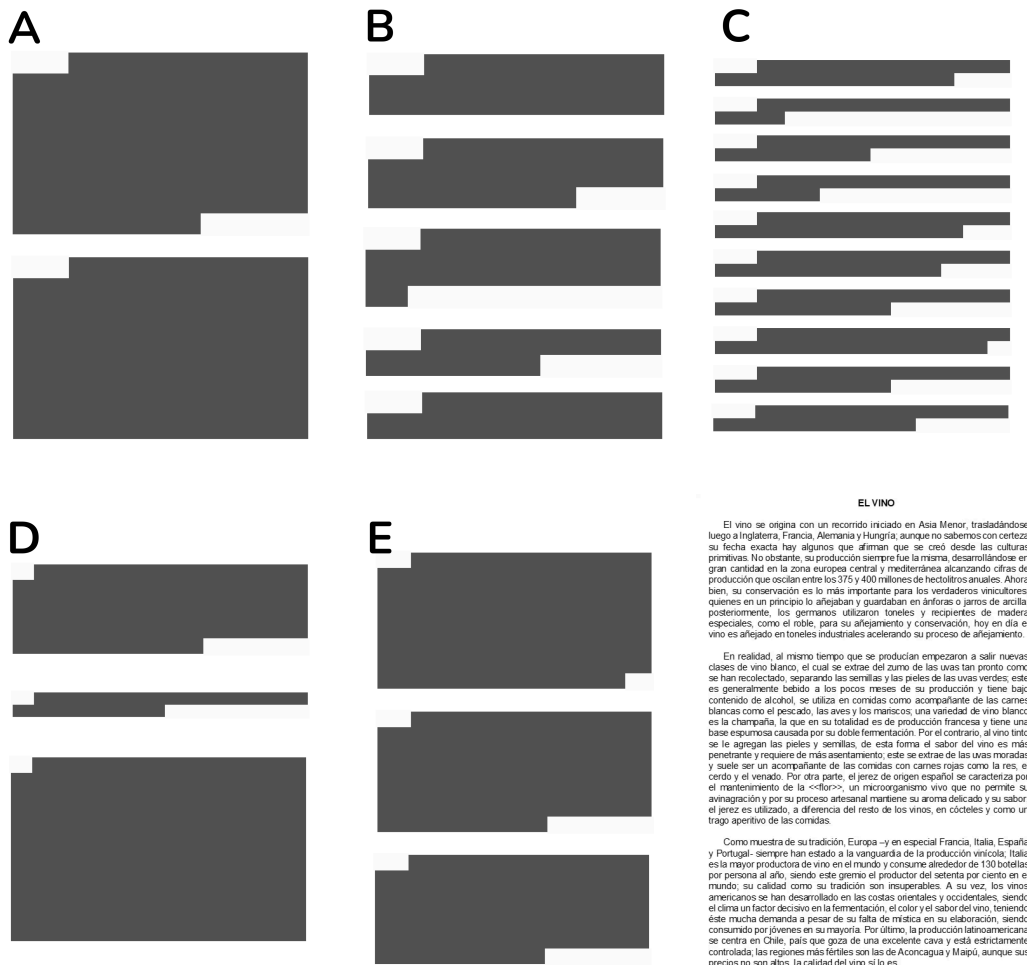 A
B
C
D
E
EL VINO
El vino se origina con un recorrido iniciado en Asia Menor, trasladándose
luego a Inglaterra, Francia, Alemania y Hungría; aunque no sabemos con certeza
su fecha exacta hay algunos que afirman que se creó desde las culturas
primitivas. No obstante, su producción siempre fue la misma, desarrollándose en
gran cantidad en la zona europea central y mediterránea alcanzando cifras de
producción que oscilan entre los 375 y 400 millones de hectolitros anuales. Ahora
bien, su conservación es lo más importante para los verdaderos vinicultores
quienes en un principio lo añejaban y guardaban en ánforas o jarros de arcilla
posteriormente, los germanos utilizaron toneles y recipientes de madera
especiales, como el roble, para su añejamiento y conservación, hoy en día e
vino es añejado en toneles industriales acelerando su proceso de añejamiento.
En realidad, al mismo tiempo que se producían empezaron a salir nuevas
clases de vino blanco, el cual se extrae del zumo de las uvas tan pronto como
se han recolectado, separando las semillas y las pieles de las uvas verdes; este
es generalmente bebido a los pocos meses de su producción y tiene bajo
contenido de alcohol, se utiliza en comidas como acompañante de las carnes
blancas como el pescado, las aves y los mariscos; una variedad de vino blanco
es la champaña, la que en su totalidad es de producción francesa y tiene una
base espumosa causada por su doble fermentación. Por el contrario, al vino tinto
se le agregan las pieles y semillas, de esta forma el sabor del vino es más
penetrante y requiere de más asentamiento; este se extrae de las uvas moradas
y suele ser un acompañante de las comidas con carnes rojas como la res, e
cerdo y el venado. Por otra parte, el jerez de origen español se caracteriza por
el mantenimiento de la <<flor>>, un microorganismo vivo que no permite su
avinagración y por su proceso artesanal mantiene su aroma delicado y su sabor
el jerez es utilizado, a diferencia del resto de los vinos, en cócteles y como un
trago aperitivo de las comidas.
Como muestra de su tradición, Europa –y en especial Francia, Italia, España
y Portugal- siempre han estado a la vanguardia de la producción vinícola; Italia
es la mayor productora de vino en el mundo y consume alrededor de 130 botellas
por persona al año, siendo este gremio el productor del setenta por ciento en e
mundo; su calidad como su tradición son insuperables. A su vez, los vinos
americanos se han desarrollado en las costas orientales y occidentales, siendo
el clima un factor decisivo en la fermentación, el color y el sabor del vino, teniendo
éste mucha demanda a pesar de su falta de mística en su elaboración, siendo
consumido por jóvenes en su mayoría. Por último, la producción latinoamericana
se centra en Chile, país que goza de una excelente cava y está estrictamente
controlada; las regiones más fértiles son las de Aconcagua y Maipú, aunque sus
precios no son altos, la calidad del vino sí lo es.